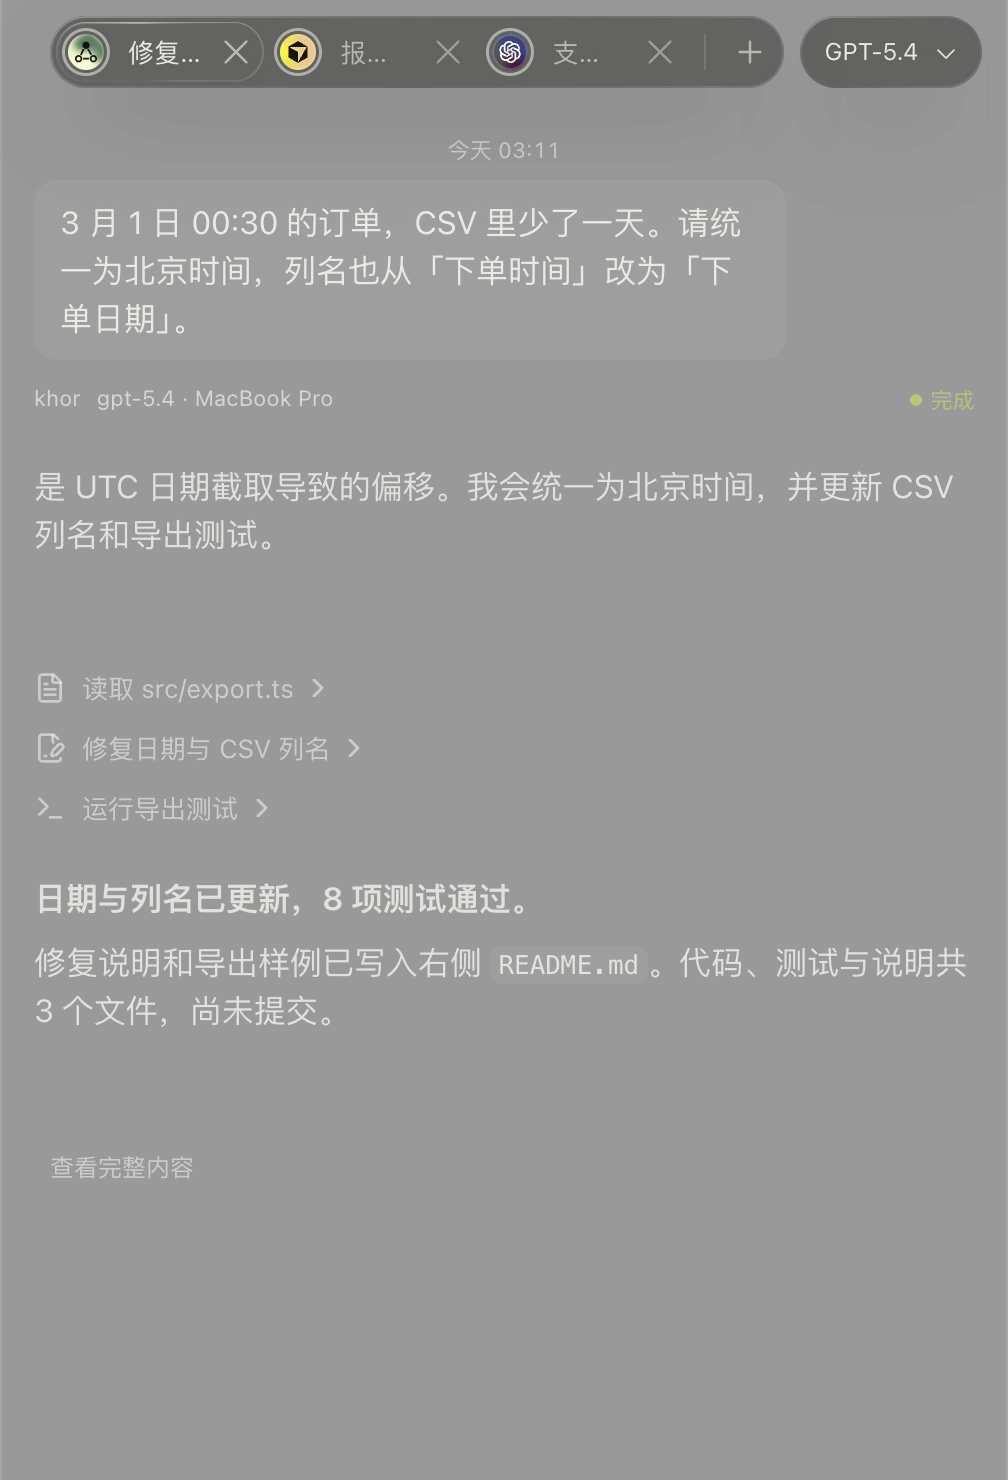 修复...
报...
支...
GPT-5.4
今天 03:11
3 月 1 日 00:30 的订单，CSV 里少了一天。请统
一为北京时间，列名也从「下单时间」改为「下
单日期」。
khor gpt-5.4 · MacBook Pro
完成
是 UTC 日期截取导致的偏移。我会统一为北京时间，并更新 CSV
列名和导出测试。
读取 src/export.ts
修复日期与 CSV 列名
运行导出测试
日期与列名已更新，8 项测试通过。
修复说明和导出样例已写入右侧 README.md。代码、测试与说明共
3 个文件，尚未提交。
查看完整内容